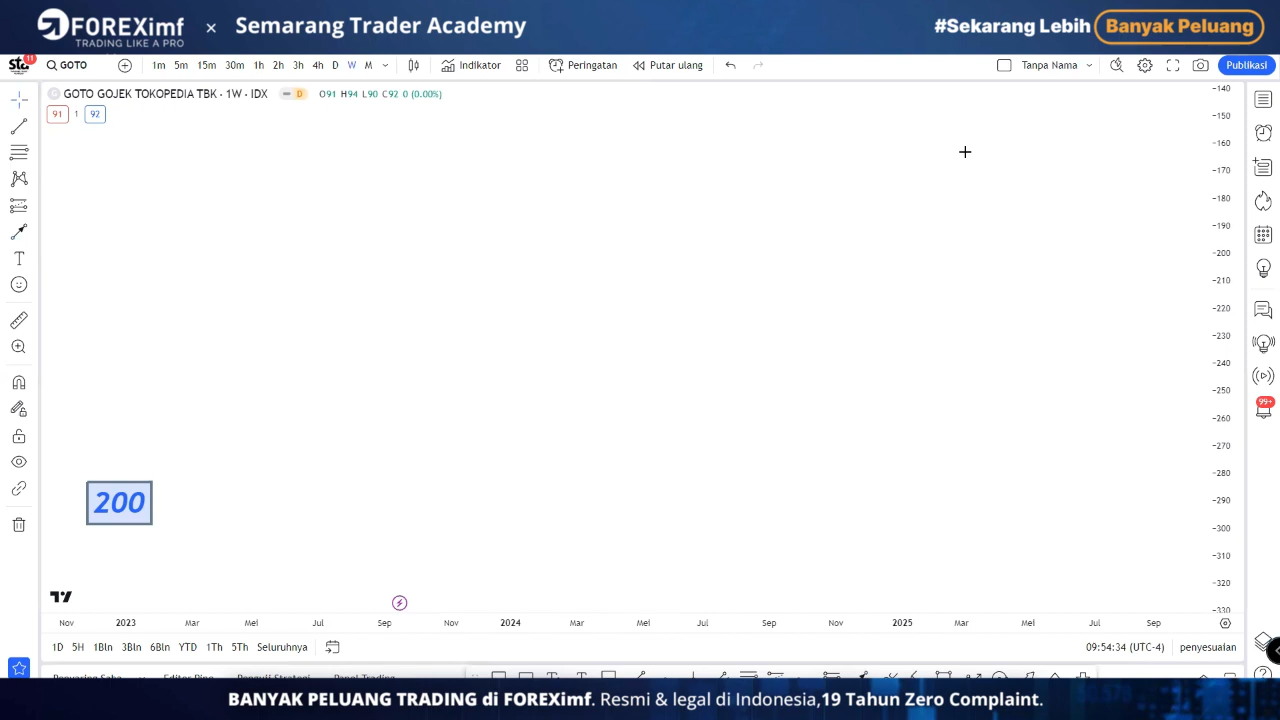 FOREXimf
TRADING LIKE A PRO
×
Semarang Trader Academy
#Sekarang Lebih Banyak Peluang
sta 11
GOTO
1m 5m 15m 30m 1h 2h 3h 4h D W M
Indikator
Peringatan
Putar ulang
Tanpa Nama
Publikasi
GOTO GOJEK TOKOPEDIA TBK · 1W · IDX
D
O91 H94 L90 C92 0 (0.00%)
91 1 92
-140
-150
-160
-170
-180
-190
-200
-210
-220
-230
-240
-250
-260
-270
-280
-290
-300
-310
-320
-330
99+
200
Nov 2023 Mar Mei Jul Sep Nov 2024 Mar Mei Jul Sep Nov 2025 Mar Mei Jul Sep
1D 5H 1Bln 3Bln 6Bln YTD 1Th 5Th Seluruhnya
09:54:34 (UTC-4)
penyesuaian
BANYAK PELUANG TRADING di FOREXimf. Resmi & legal di Indonesia,19 Tahun Zero Complaint.